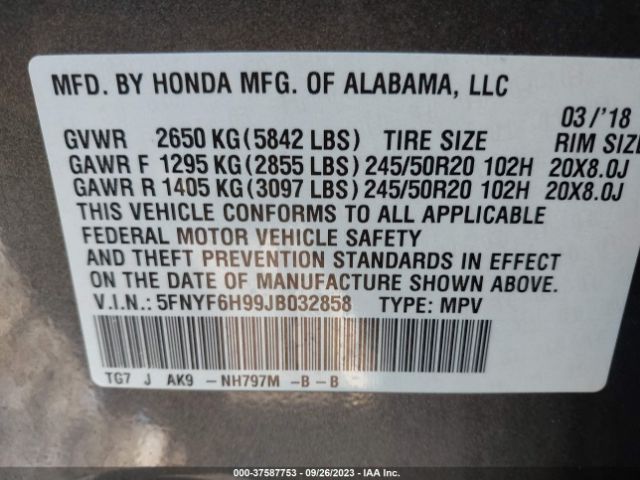 MFD. BY HONDA MFG. OF ALABAMA, LLC
03/'18
GVWR 2650 KG(5842 LBS) TIRE SIZE RIM SIZE
GAWR F 1295 KG(2855 LBS)245/50R20 102H 20X8.0J
GAWR R 1405 KG(3097 LBS)245/50R20 102H 20X8.0J
THIS VEHICLE CONFORMS TO ALL APPLICABLE
FEDERAL MOTOR VEHICLE SAFETY
AND THEFT PREVENTION STANDARDS IN EFFECT
ON THE DATE OF MANUFACTURE SHOWN ABOVE.
V.I.N.: 5FNYF6H99JB032858 TYPE: MPV
TG7 J AK9 -NH797M -B-B
000-37587753 - 09/26/2023 - IAA Inc.